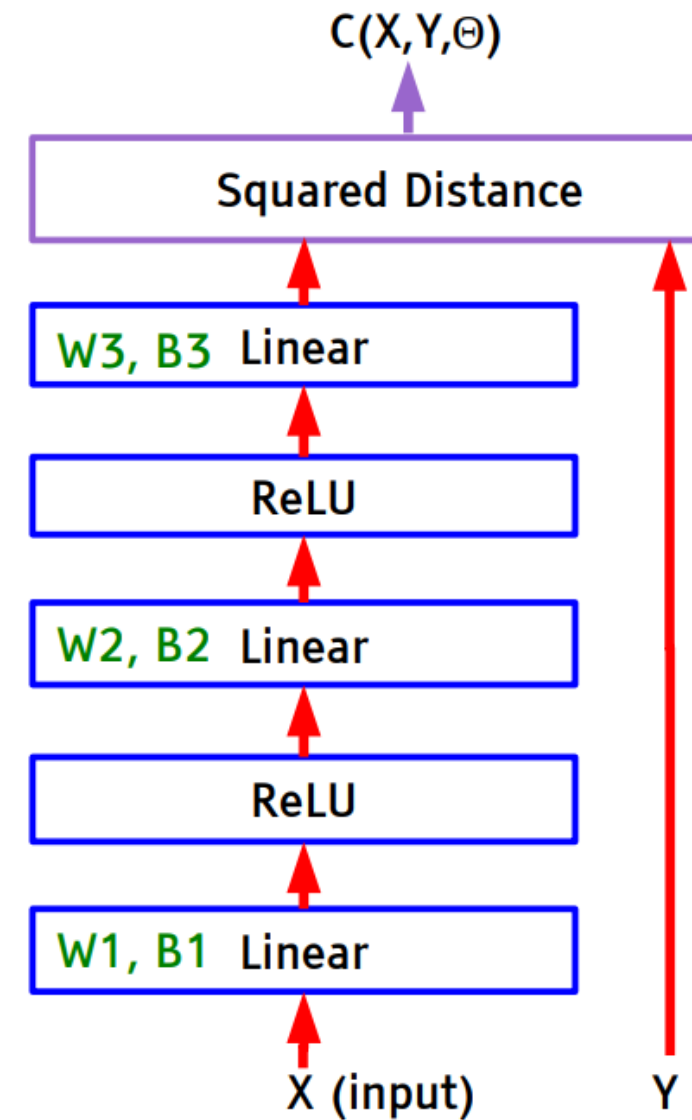 C(X,Y,Θ)
Squared Distance
W3, B3 Linear
ReLU
W2, B2 Linear
ReLU
W1, B1 Linear
X (input) Y